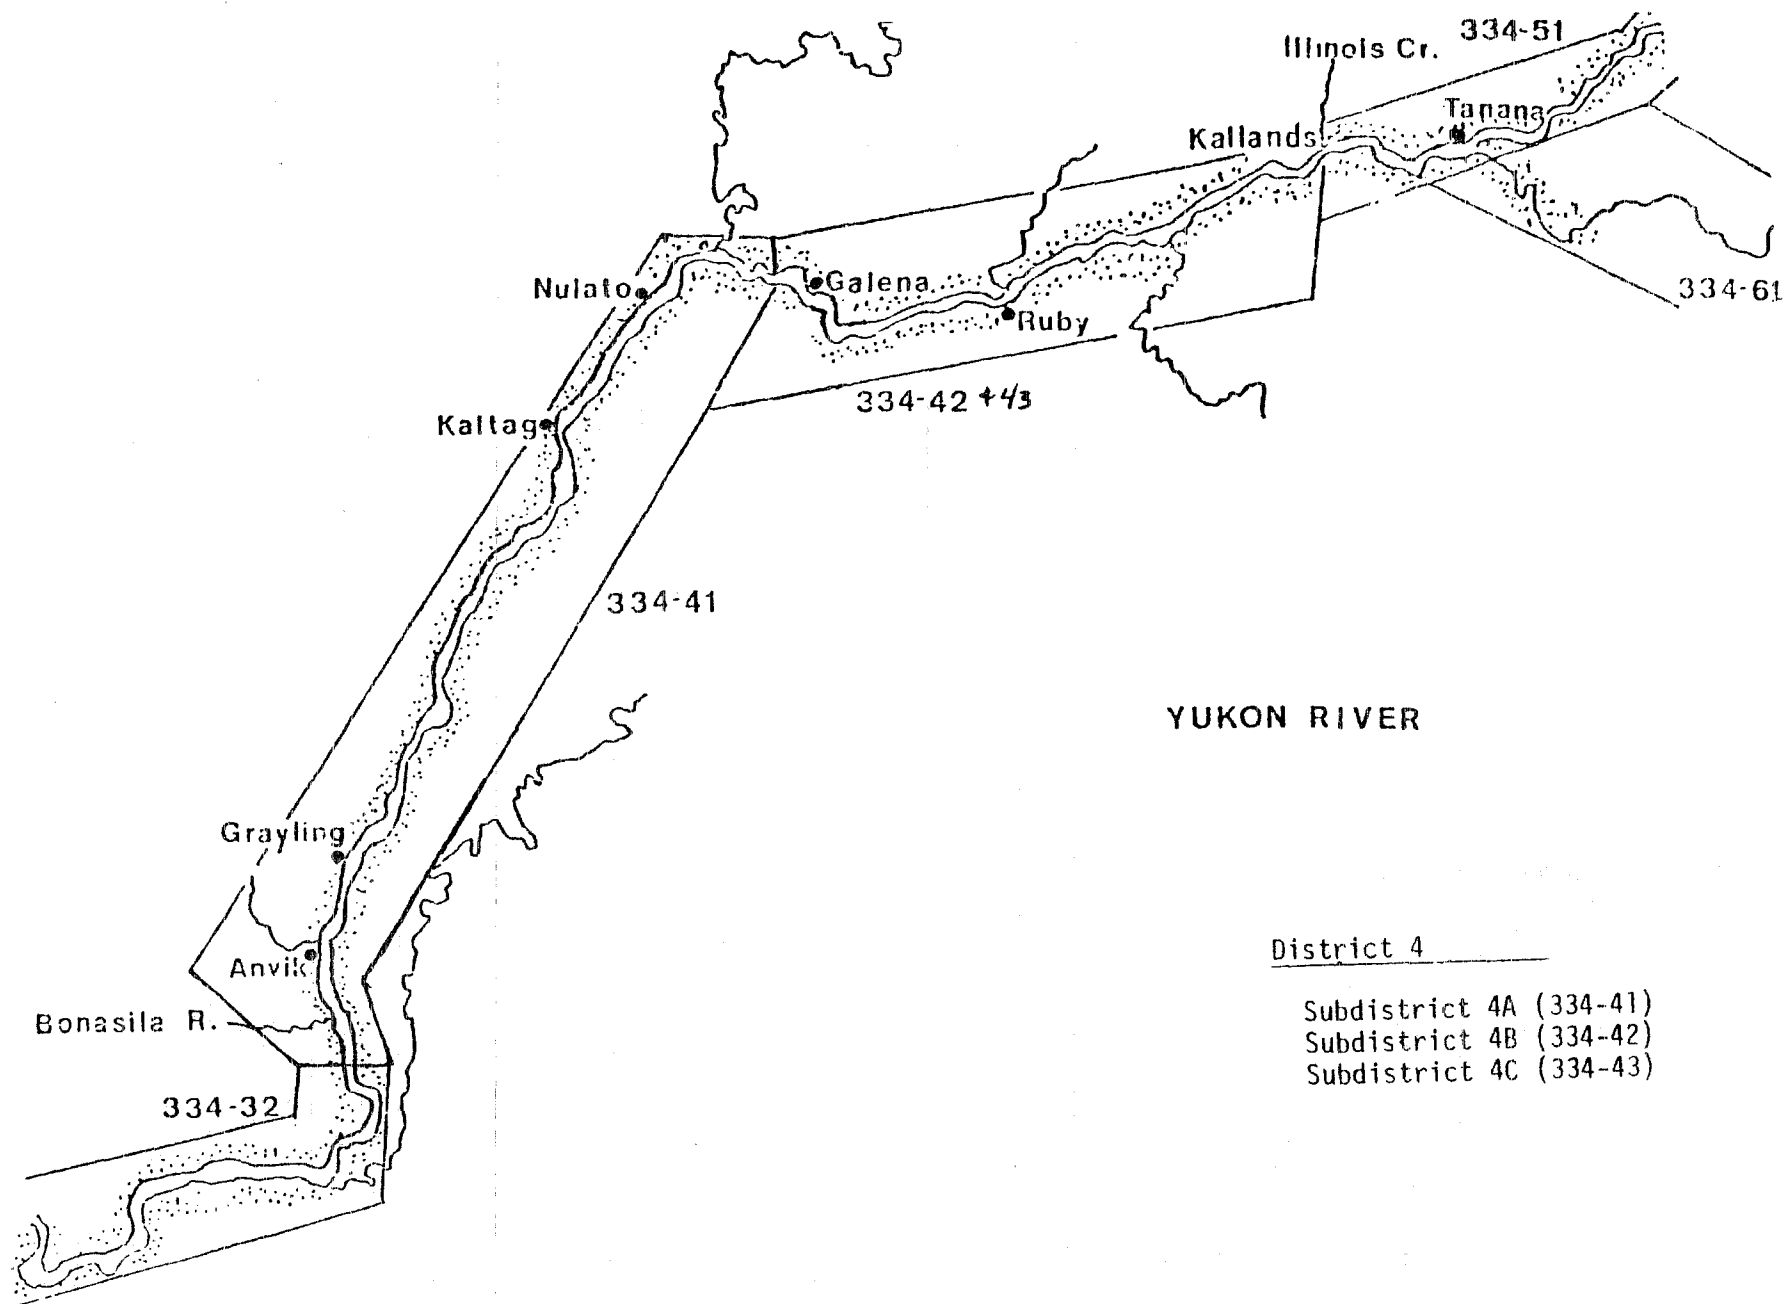 334-51
Illinois Cr.
Tanana
Kallands
334-61
Nulato
Galena
Ruby
334-42 +43
Kaltag
334-41
YUKON RIVER
Grayling
Anvik
Bonasila R.
334-32
District 4
Subdistrict 4A (334-41)
Subdistrict 4B (334-42)
Subdistrict 4C (334-43)